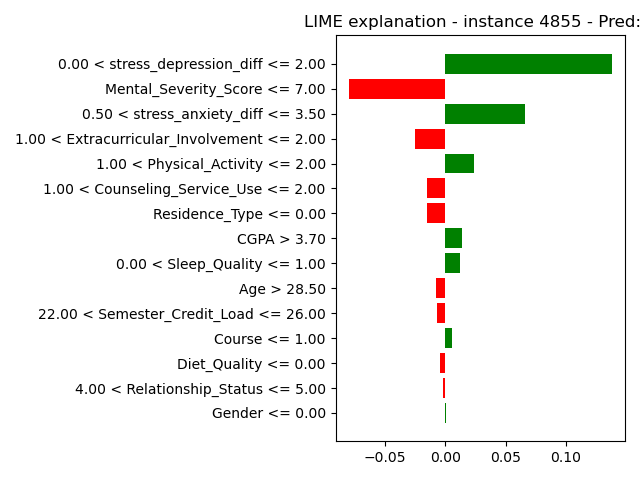 LIME explanation - instance 4855 - Pred:
0.00 < stress_depression_diff <= 2.00
Mental_Severity_Score <= 7.00
0.50 < stress_anxiety_diff <= 3.50
1.00 < Extracurricular_Involvement <= 2.00
1.00 < Physical_Activity <= 2.00
1.00 < Counseling_Service_Use <= 2.00
Residence_Type <= 0.00
CGPA > 3.70
0.00 < Sleep_Quality <= 1.00
Age > 28.50
22.00 < Semester_Credit_Load <= 26.00
Course <= 1.00
Diet_Quality <= 0.00
4.00 < Relationship_Status <= 5.00
Gender <= 0.00
−0.05 0.00 0.05 0.10